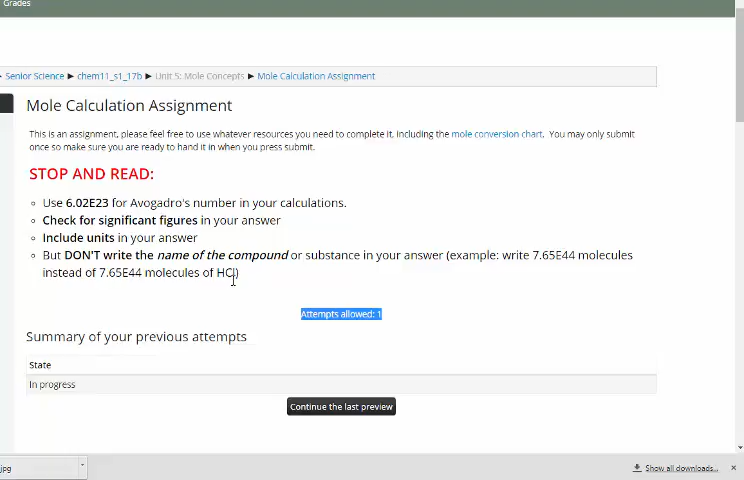 Grades
Senior Science ► chem11_s1_17b ► Unit 5: Mole Concepts ► Mole Calculation Assignment
Mole Calculation Assignment
This is an assignment, please feel free to use whatever resources you need to complete it, including the mole conversion chart. You may only submit
once so make sure you are ready to hand it in when you press submit.
STOP AND READ:
Use 6.02E23 for Avogadro's number in your calculations.
Check for significant figures in your answer
Include units in your answer
But DON'T write the name of the compound or substance in your answer (example: write 7.65E44 molecules
instead of 7.65E44 molecules of HCl)
Attempts allowed: 1
Summary of your previous attempts
State
In progress
Continue the last preview
jpg
Show all downloads...